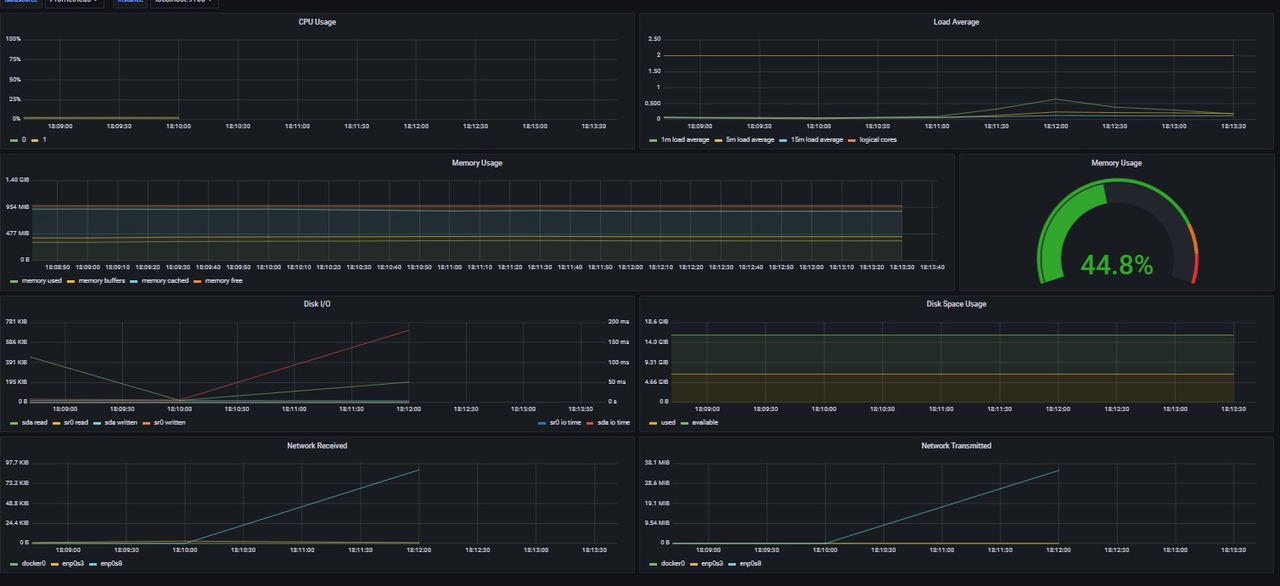 CPU Usage
100%
75%
50%
25%
0%
18:09:00 18:09:30 18:10:00 18:10:30 18:11:00 18:11:30 18:12:00 18:12:30 18:13:00 18:13:30
0 1
Load Average
2.50
2
1.50
1
0.500
0
18:09:00 18:09:30 18:10:00 18:10:30 18:11:00 18:11:30 18:12:00 18:12:30 18:13:00 18:13:30
1m load average 5m load average 15m load average logical cores
Memory Usage
1.40 GiB
954 MiB
477 MiB
0 B
18:08:50 18:09:00 18:09:10 18:09:20 18:09:30 18:09:40 18:09:50 18:10:00 18:10:10 18:10:20 18:10:30 18:10:40 18:10:50 18:11:00 18:11:10 18:11:20 18:11:30 18:11:40 18:11:50 18:12:00 18:12:10 18:12:20 18:12:30 18:12:40 18:12:50 18:13:00 18:13:10 18:13:20 18:13:30 18:13:40
memory used memory buffers memory cached memory free
Memory Usage
44.8%
Disk I/O
781 KiB 200 ms
586 KiB 150 ms
391 KiB 100 ms
195 KiB 50 ms
0 B 0 s
18:09:00 18:09:30 18:10:00 18:10:30 18:11:00 18:11:30 18:12:00 18:12:30 18:13:00 18:13:30
sda read sr0 read sda written sr0 written sr0 io time sda io time
Disk Space Usage
18.6 GiB
14.0 GiB
9.31 GiB
4.66 GiB
0 B
18:09:00 18:09:30 18:10:00 18:10:30 18:11:00 18:11:30 18:12:00 18:12:30 18:13:00 18:13:30
used available
Network Received
97.7 KiB
73.2 KiB
48.8 KiB
24.4 KiB
0 B
18:09:00 18:09:30 18:10:00 18:10:30 18:11:00 18:11:30 18:12:00 18:12:30 18:13:00 18:13:30
docker0 enp0s3 enp0s8
Network Transmitted
38.1 MiB
28.6 MiB
19.1 MiB
9.54 MiB
0 B
18:09:00 18:09:30 18:10:00 18:10:30 18:11:00 18:11:30 18:12:00 18:12:30 18:13:00 18:13:30
docker0 enp0s3 enp0s8